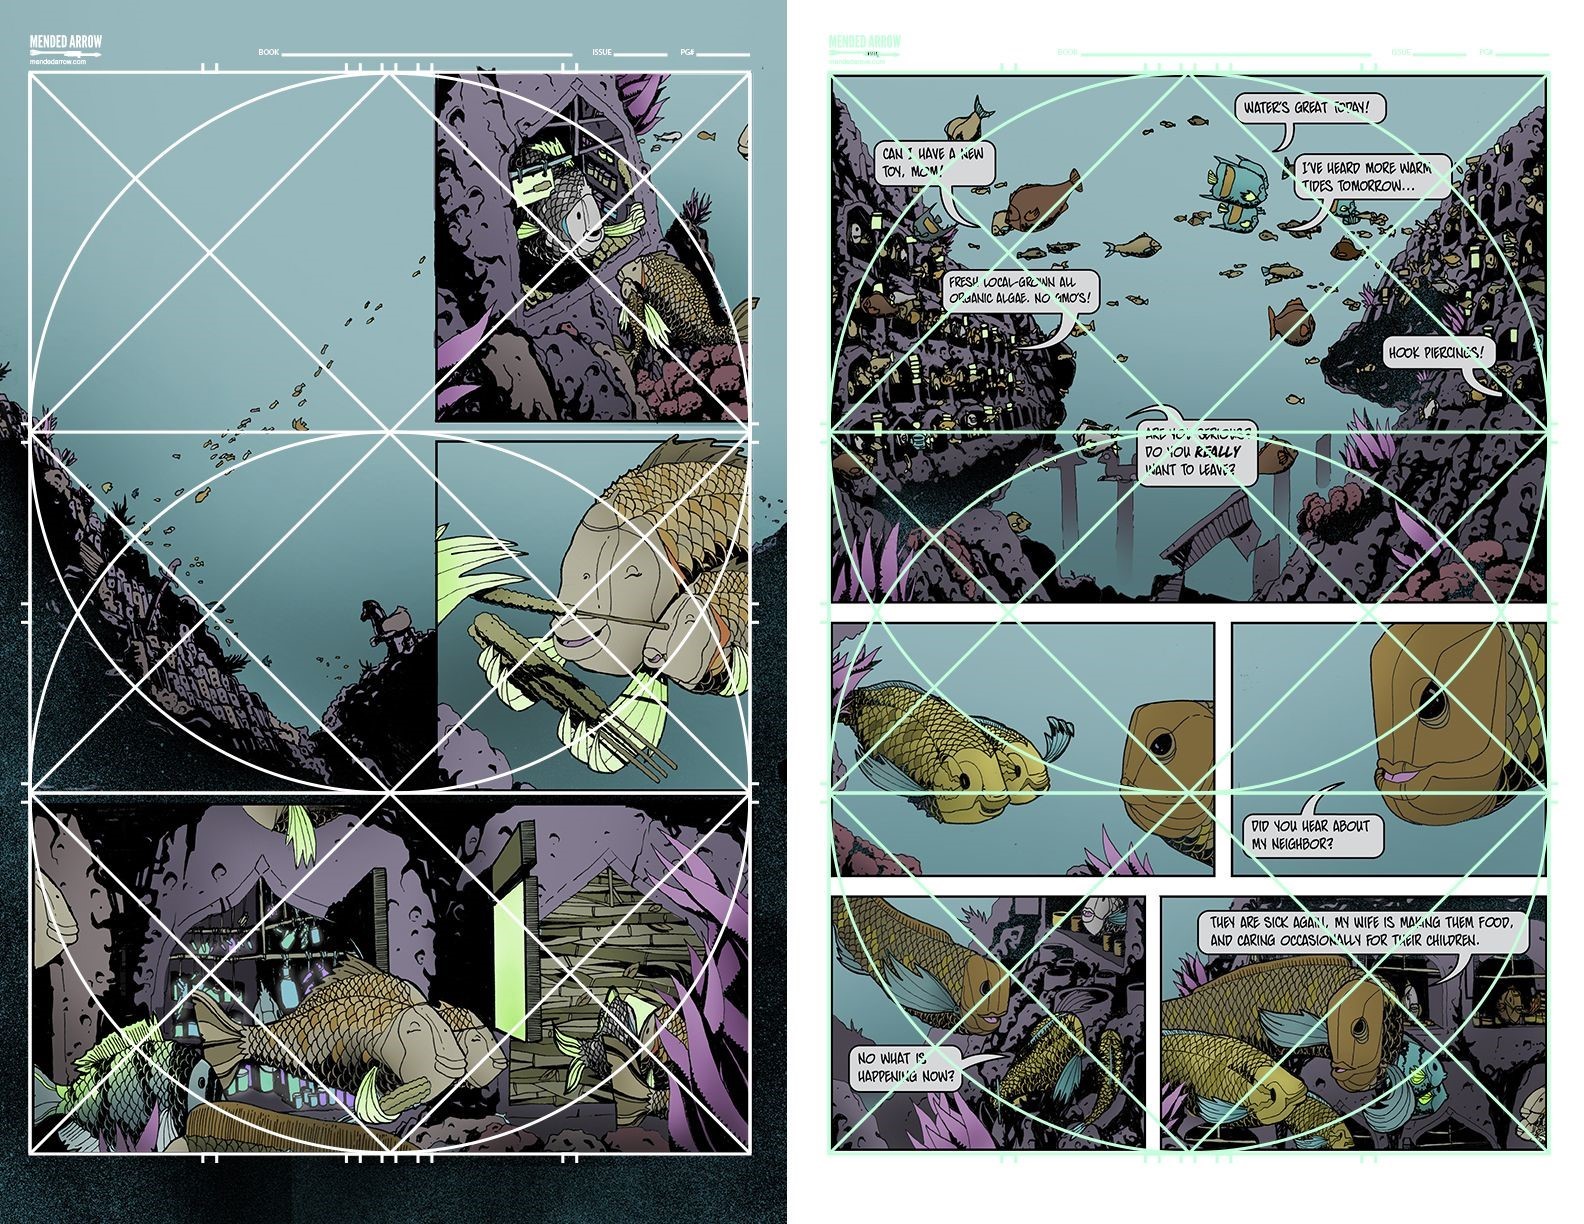 MENDED ARROW
mendedarrow.com
BOOK
ISSUE
PG#
MENDED ARROW
mendedarrow.com
BOOK
ISSUE
PG#
WATER'S GREAT TODAY!
CAN I HAVE A NEW
TOY, MOM?
I'VE HEARD MORE WARM
TIDES TOMORROW...
FRESH LOCAL-GROWN ALL
ORGANIC ALGAE. NO GMO'S!
HOOK PIERCINGS!
ARE YOU SERIOUS?
DO YOU REALLY
WANT TO LEAVE?
DID YOU HEAR ABOUT
MY NEIGHBOR?
NO WHAT IS
HAPPENING NOW?
THEY ARE SICK AGAIN. MY WIFE IS MAKING THEM FOOD,
AND CARING OCCASIONALLY FOR THEIR CHILDREN.